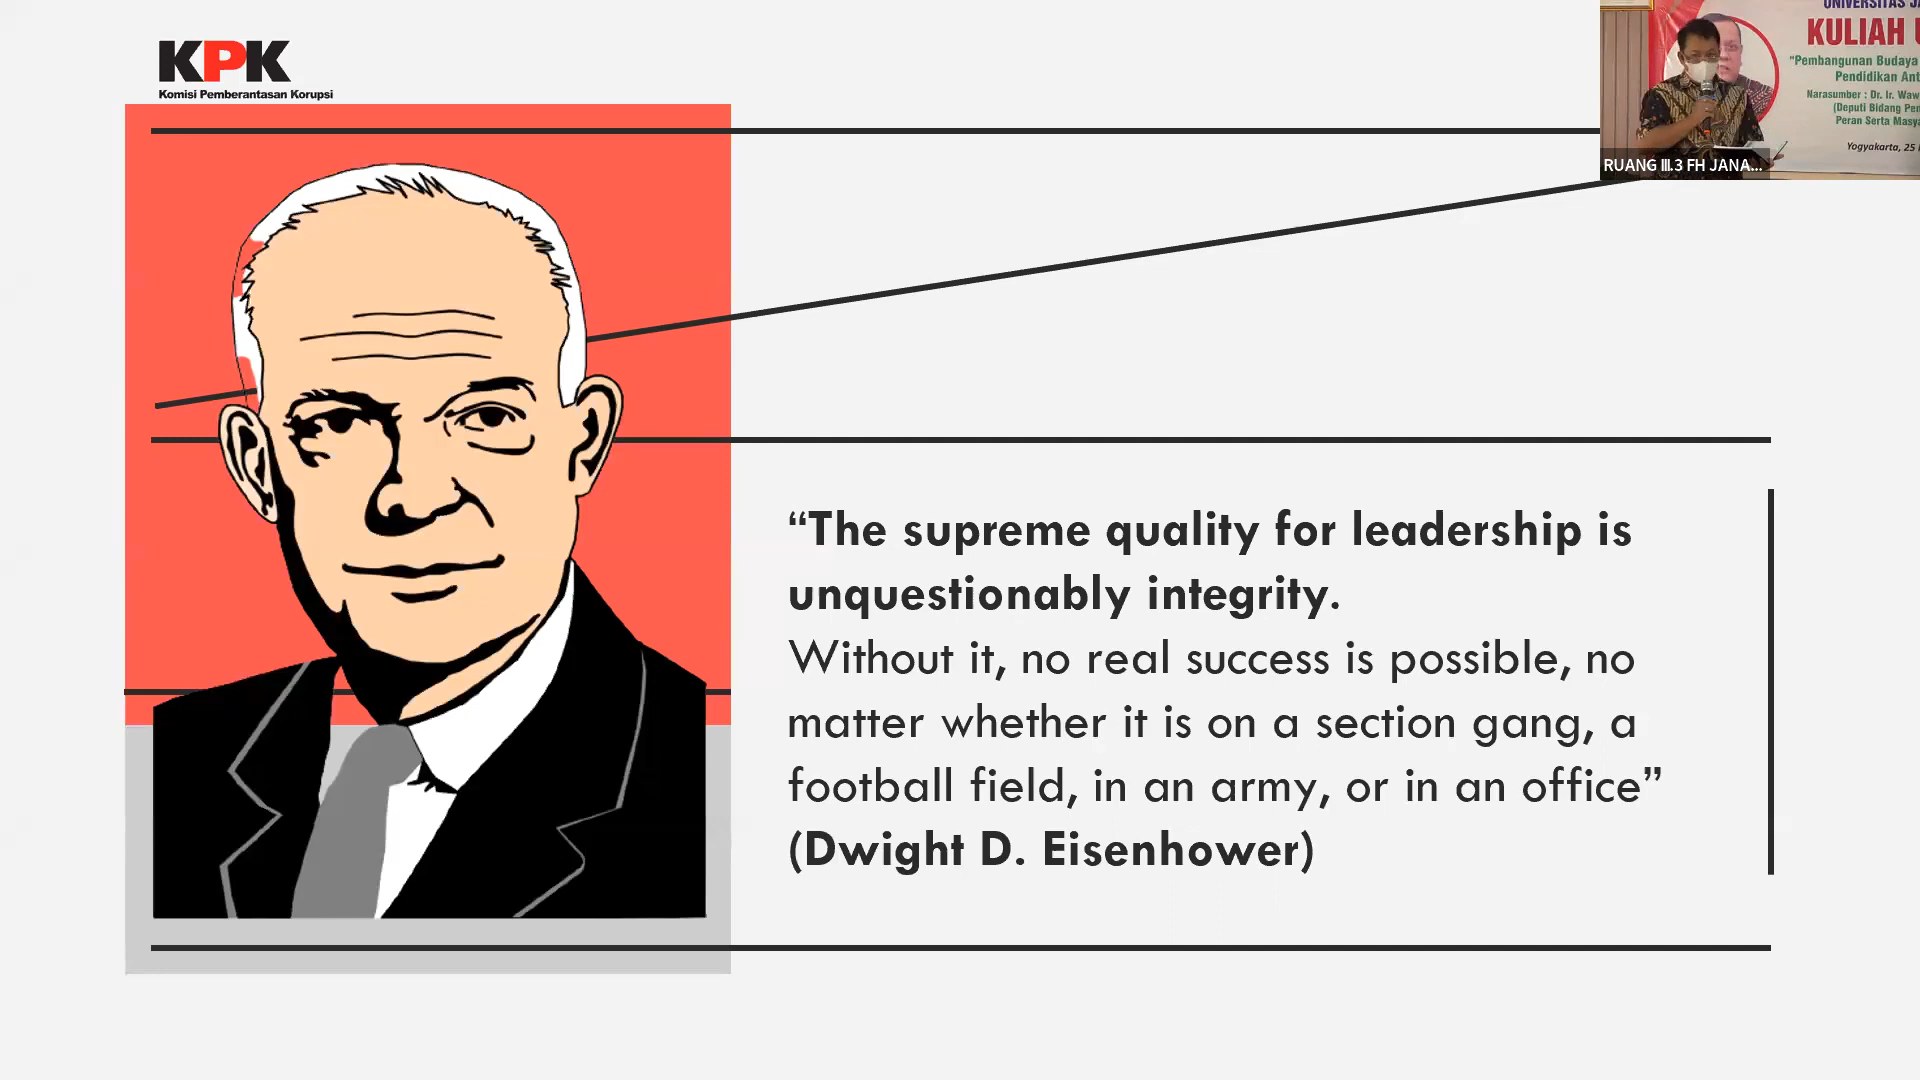 KPK
Komisi Pemberantasan Korupsi
UNIVERSITAS JA
KULIAH U
"Pembangunan Budaya
Pendidikan Ant
Narasumber : Dr. Ir. Waw
(Deputi Bidang Pen
Peran Serta Masya
Yogyakarta, 25
RUANG III.3 FH JANA...
“The supreme quality for leadership is
unquestionably integrity.
Without it, no real success is possible, no
matter whether it is on a section gang, a
football field, in an army, or in an office”
(Dwight D. Eisenhower)